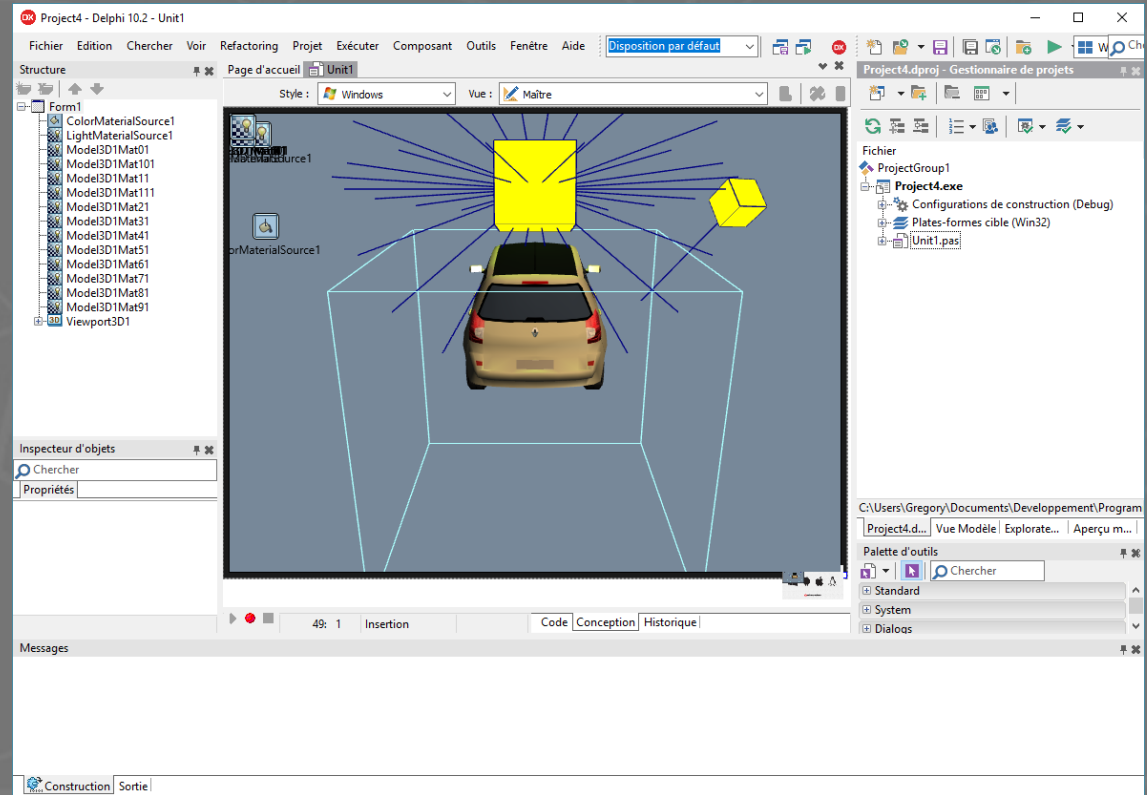 Project4 - Delphi 10.2 - Unit1
Fichier Edition Chercher Voir Refactoring Projet Exécuter Composant Outils Fenêtre Aide Disposition par défaut
Structure
Form1
ColorMaterialSource1
LightMaterialSource1
Model3D1Mat01
Model3D1Mat101
Model3D1Mat11
Model3D1Mat111
Model3D1Mat21
Model3D1Mat31
Model3D1Mat41
Model3D1Mat51
Model3D1Mat61
Model3D1Mat71
Model3D1Mat81
Model3D1Mat91
Viewport3D1
Inspecteur d'objets
Chercher
Propriétés
Page d'accueil Unit1
Style : Windows Vue : Maître
orMaterialSource1
49: 1 Insertion Code Conception Historique
Project4.dproj - Gestionnaire de projets
Fichier
ProjectGroup1
Project4.exe
Configurations de construction (Debug)
Plates-formes cible (Win32)
Unit1.pas
C:\Users\Gregory\Documents\Developpement\Program
Project4.d... Vue Modèle Explorate... Aperçu m...
Palette d'outils
Chercher
Standard
System
Dialogs
Messages
Construction Sortie